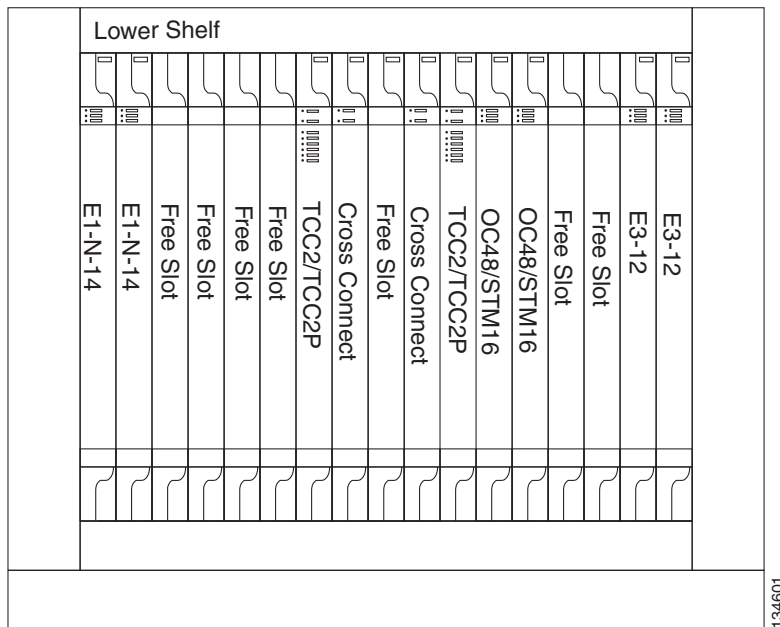 Lower Shelf
E1-N-14
E1-N-14
Free Slot
Free Slot
Free Slot
Free Slot
TCC2/TCC2P
Cross Connect
Free Slot
Cross Connect
TCC2/TCC2P
OC48/STM16
OC48/STM16
Free Slot
Free Slot
E3-12
E3-12
134601